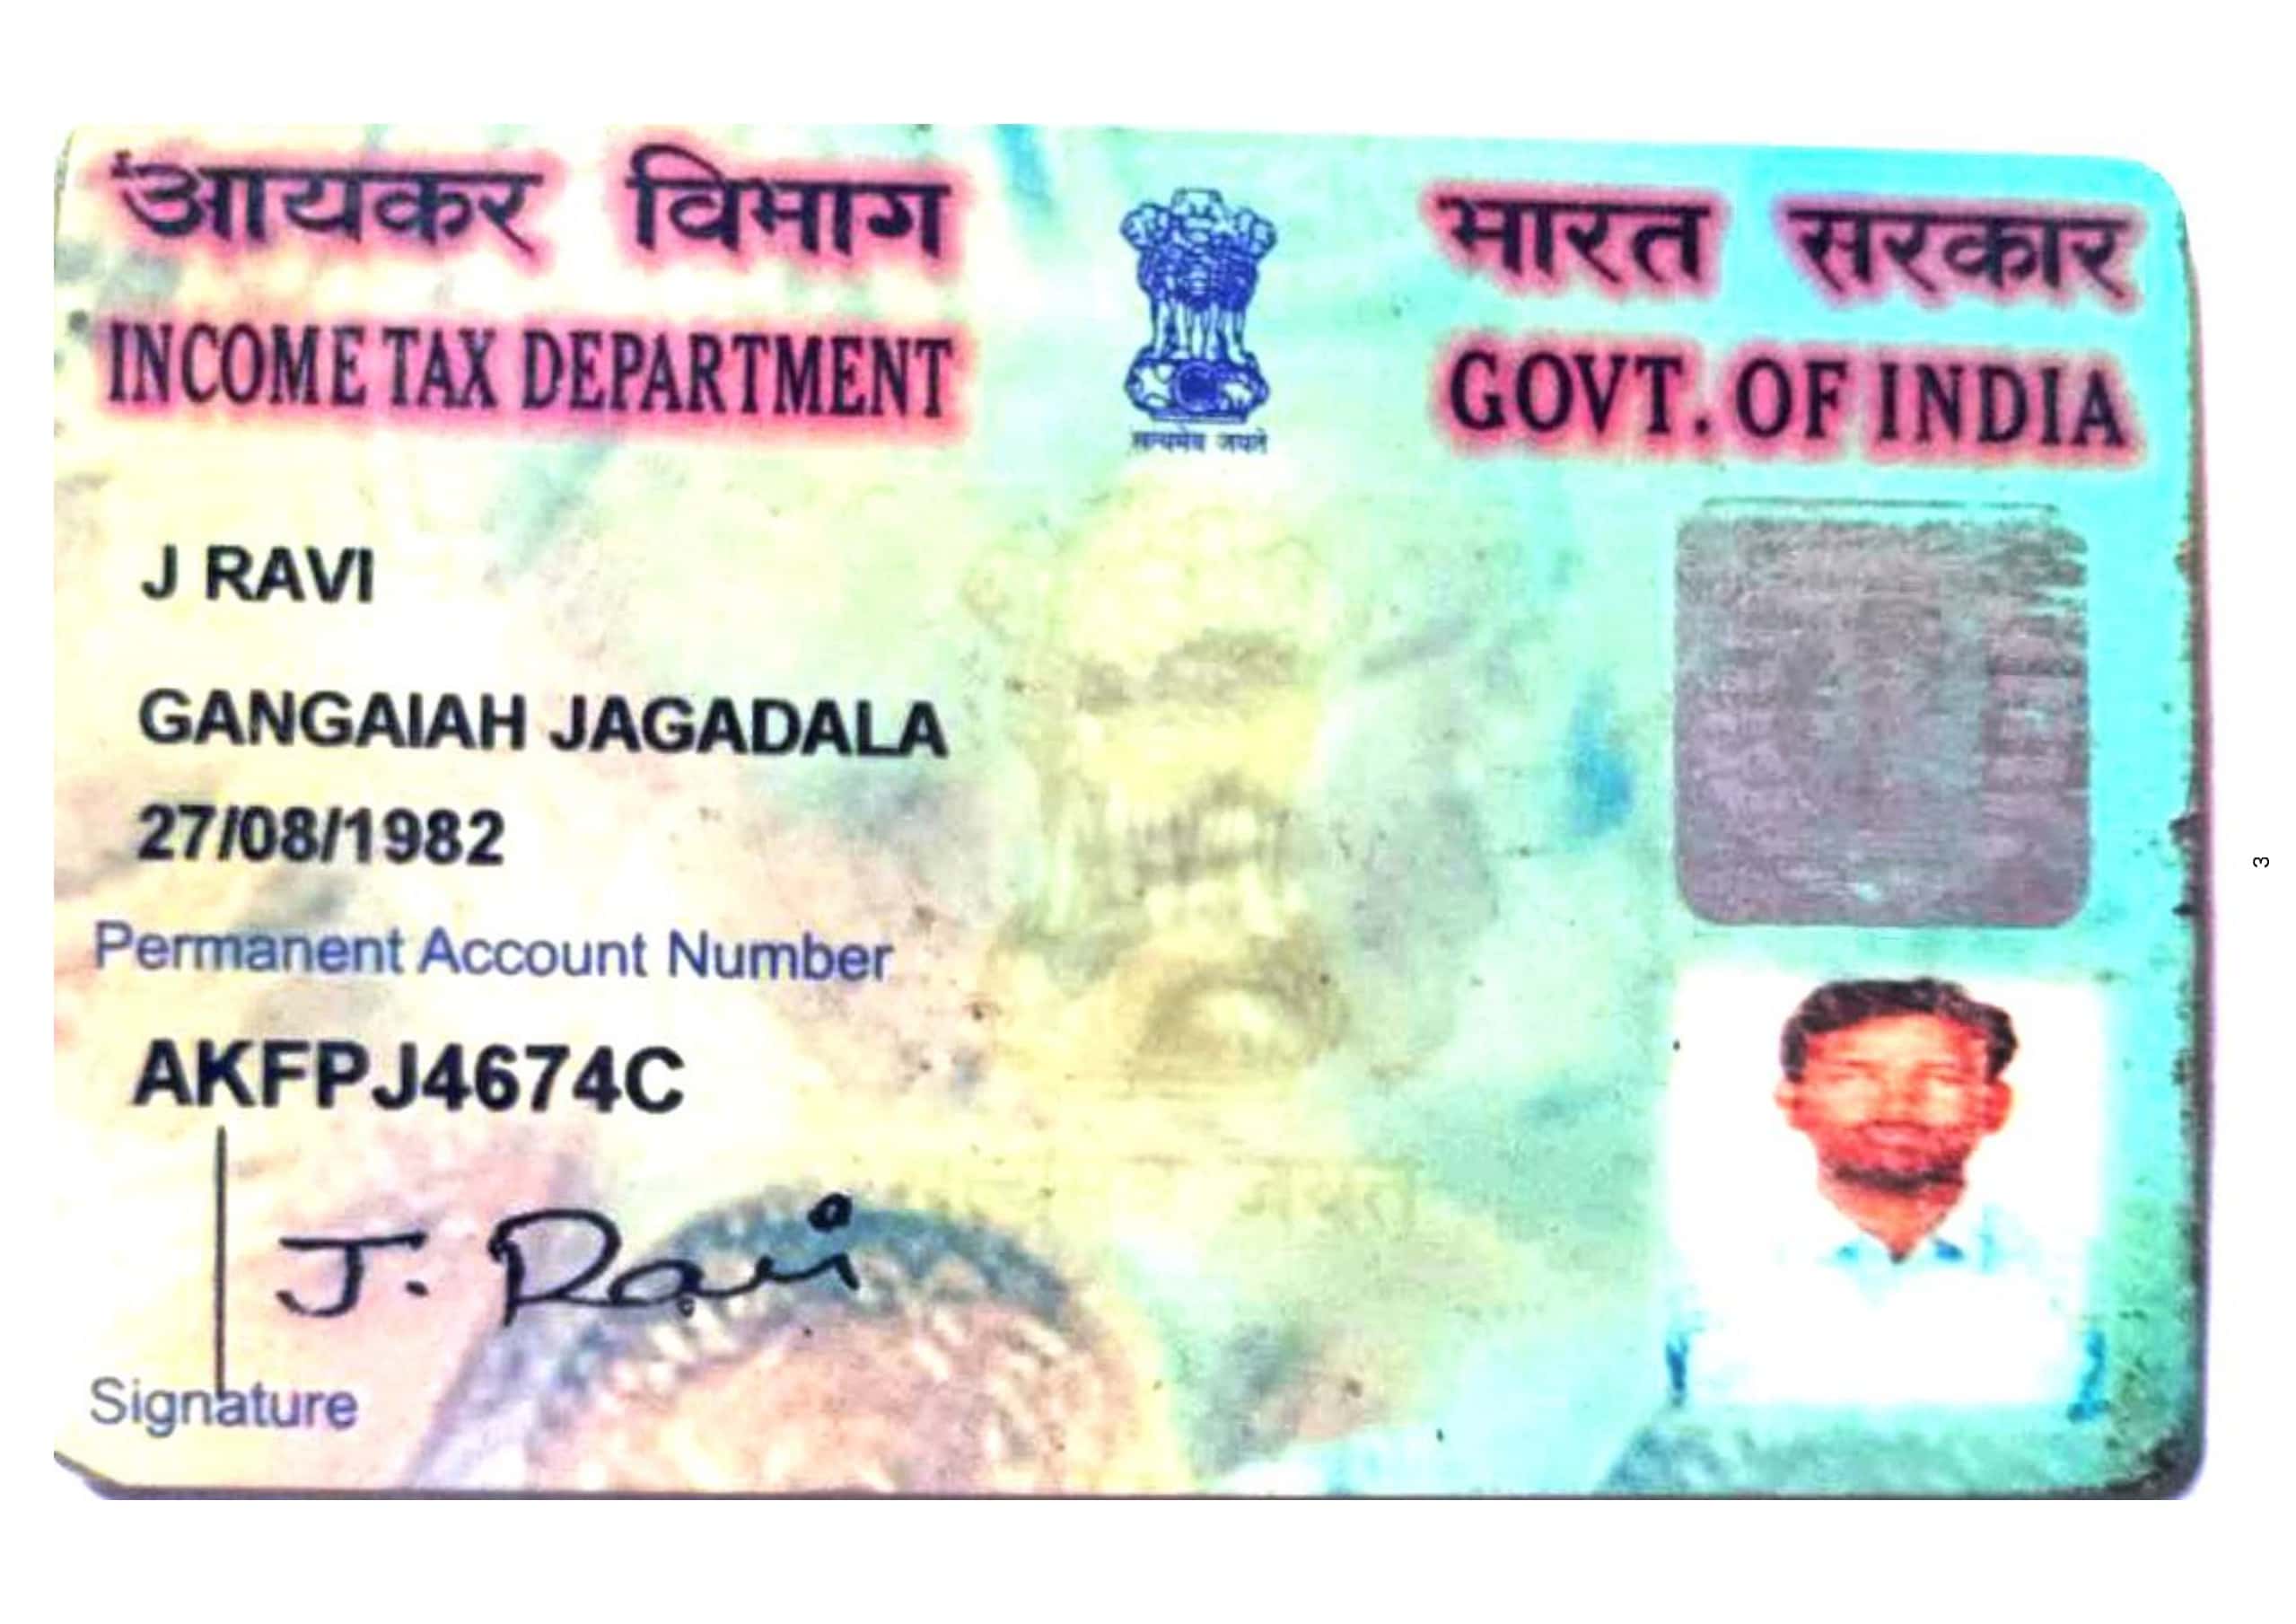 आयकर विभाग
INCOME TAX DEPARTMENT
सत्यमेव जयते
भारत सरकार
GOVT. OF INDIA
J RAVI
GANGAIAH JAGADALA
27/08/1982
Permanent Account Number
AKFPJ4674C
J. Ravi
Signature
3